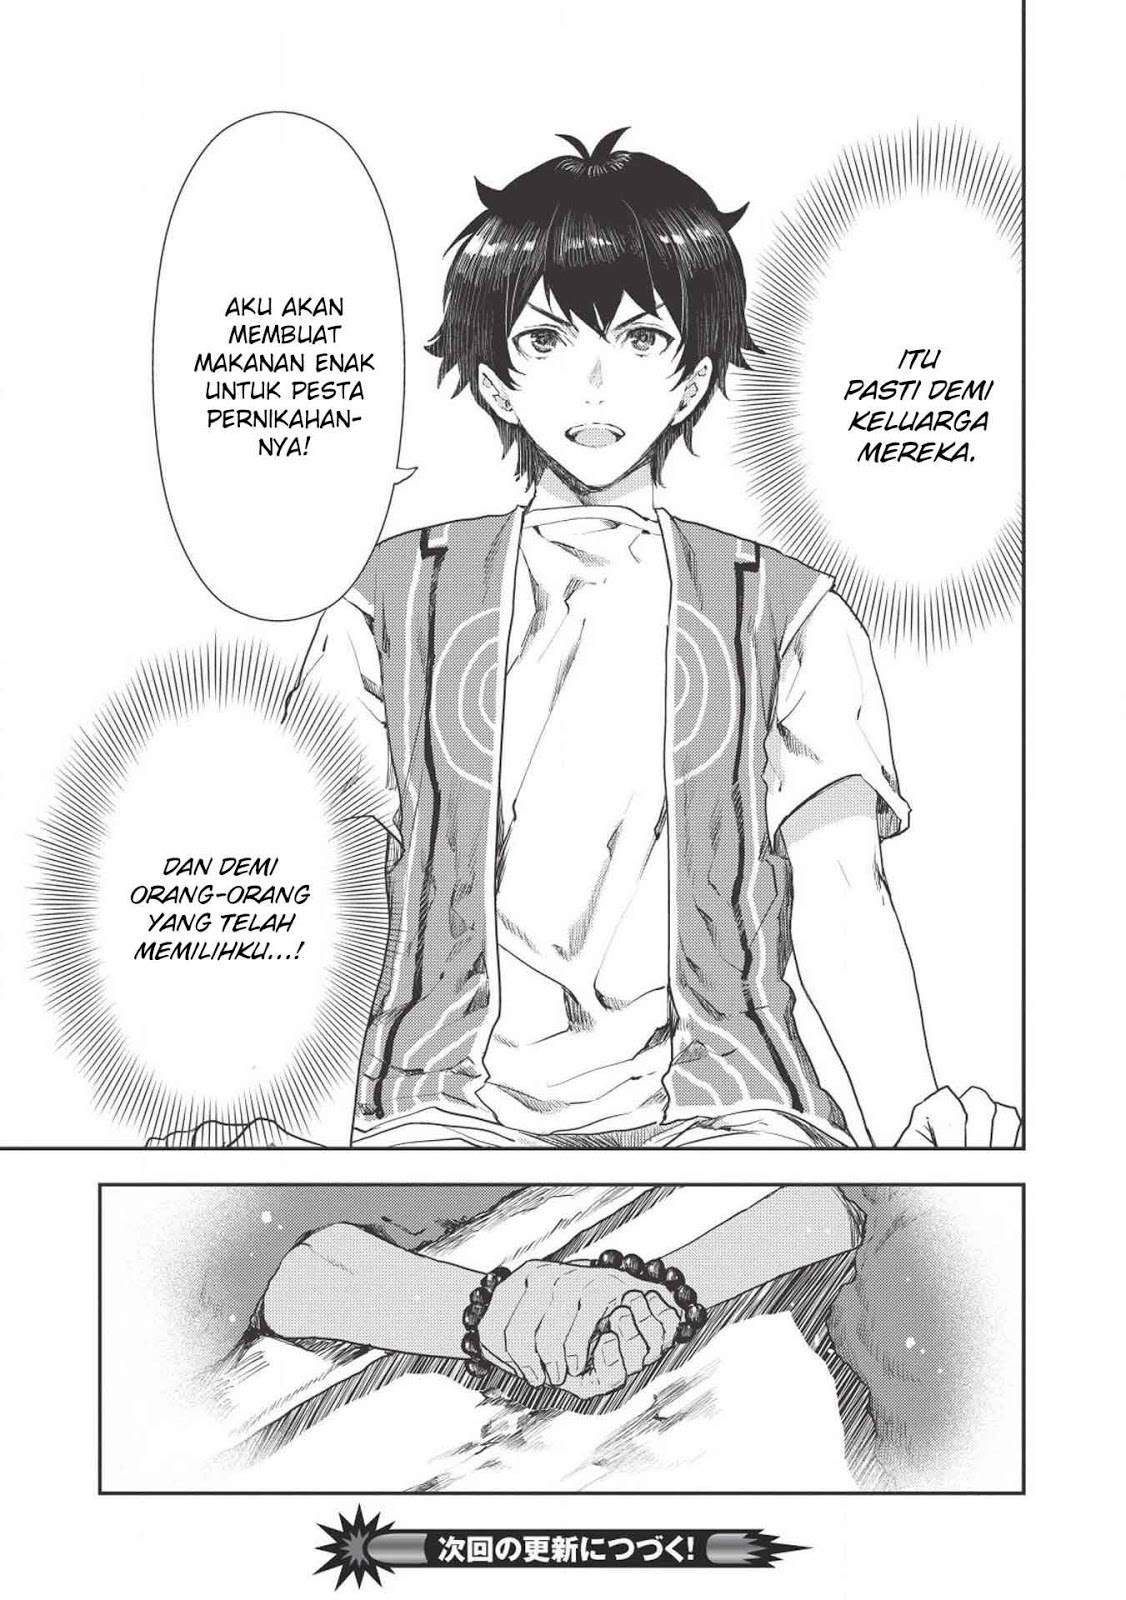 ITU
PASTI DEMI
KELUARGA
MEREKA.
AKU AKAN
MEMBUAT
MAKANAN ENAK
UNTUK PESTA
PERNIKAHAN-
NYA!
DAN DEMI
ORANG-ORANG
YANG TELAH
MEMILIHKU...!
次回の更新につづく!